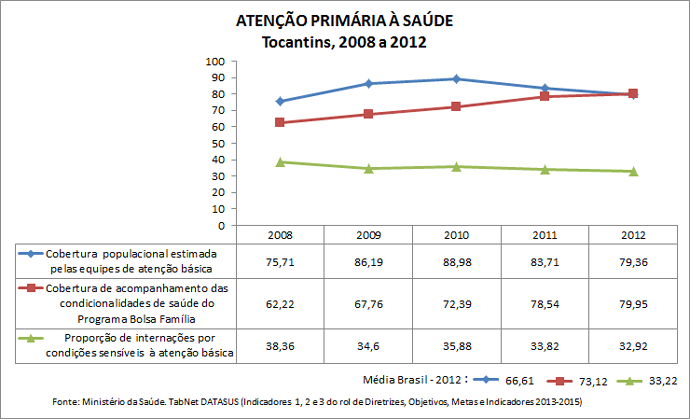 ATENÇÃO PRIMÁRIA À SAÚDE
Tocantins, 2008 a 2012
100
90
80
70
60
50
40
30
20
10
0
2008 2009 2010 2011 2012
Cobertura populacional estimada
pelas equipes de atenção básica
75,71 86,19 88,98 83,71 79,36
Cobertura de acompanhamento das
condicionalidades de saúde do
Programa Bolsa Família
62,22 67,76 72,39 78,54 79,95
Proporção de internações por
condições sensíveis à atenção básica
38,36 34,6 35,88 33,82 32,92
Média Brasil - 2012 : 66,61 73,12 33,22
Fonte: Ministério da Saúde. TabNet DATASUS (Indicadores 1, 2 e 3 do rol de Diretrizes, Objetivos, Metas e Indicadores 2013-2015)